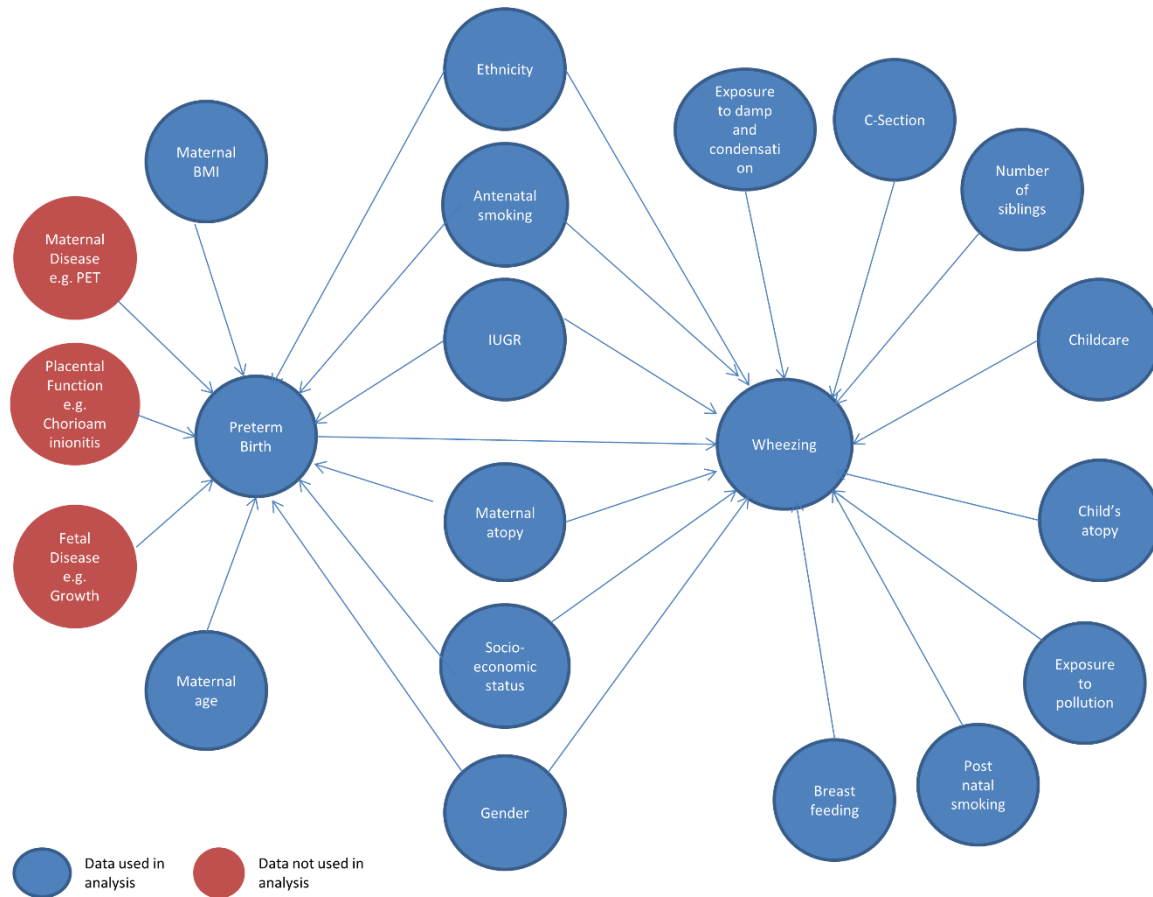 Ethnicity
Exposure
to damp
and
condensati
on
C-Section
Maternal
BMI
Number
of
siblings
Antenatal
smoking
Maternal
Disease
e.g. PET
IUGR
Childcare
Placental
Function
e.g.
Chorioam
inionitis
Preterm
Birth
Wheezing
Maternal
atopy
Child's
atopy
Fetal
Disease
e.g.
Growth
Socio-
economic
status
Exposure
to
pollution
Maternal
age
Gender
Breast
feeding
Post
natal
smoking
Data used in
analysis
Data not used in
analysis